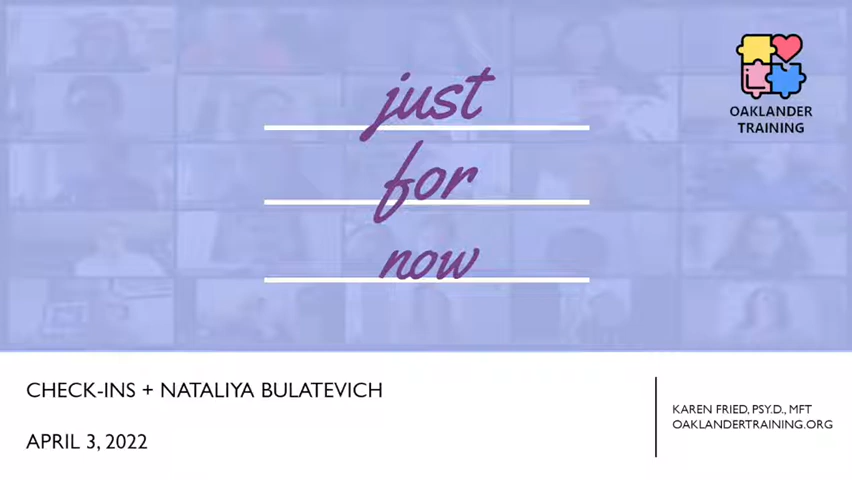 just
for
now
OAKLANDER
TRAINING
CHECK-INS + NATALIYA BULATEVICH
APRIL 3, 2022
KAREN FRIED, PSY.D., MFT
OAKLANDERTRAINING.ORG